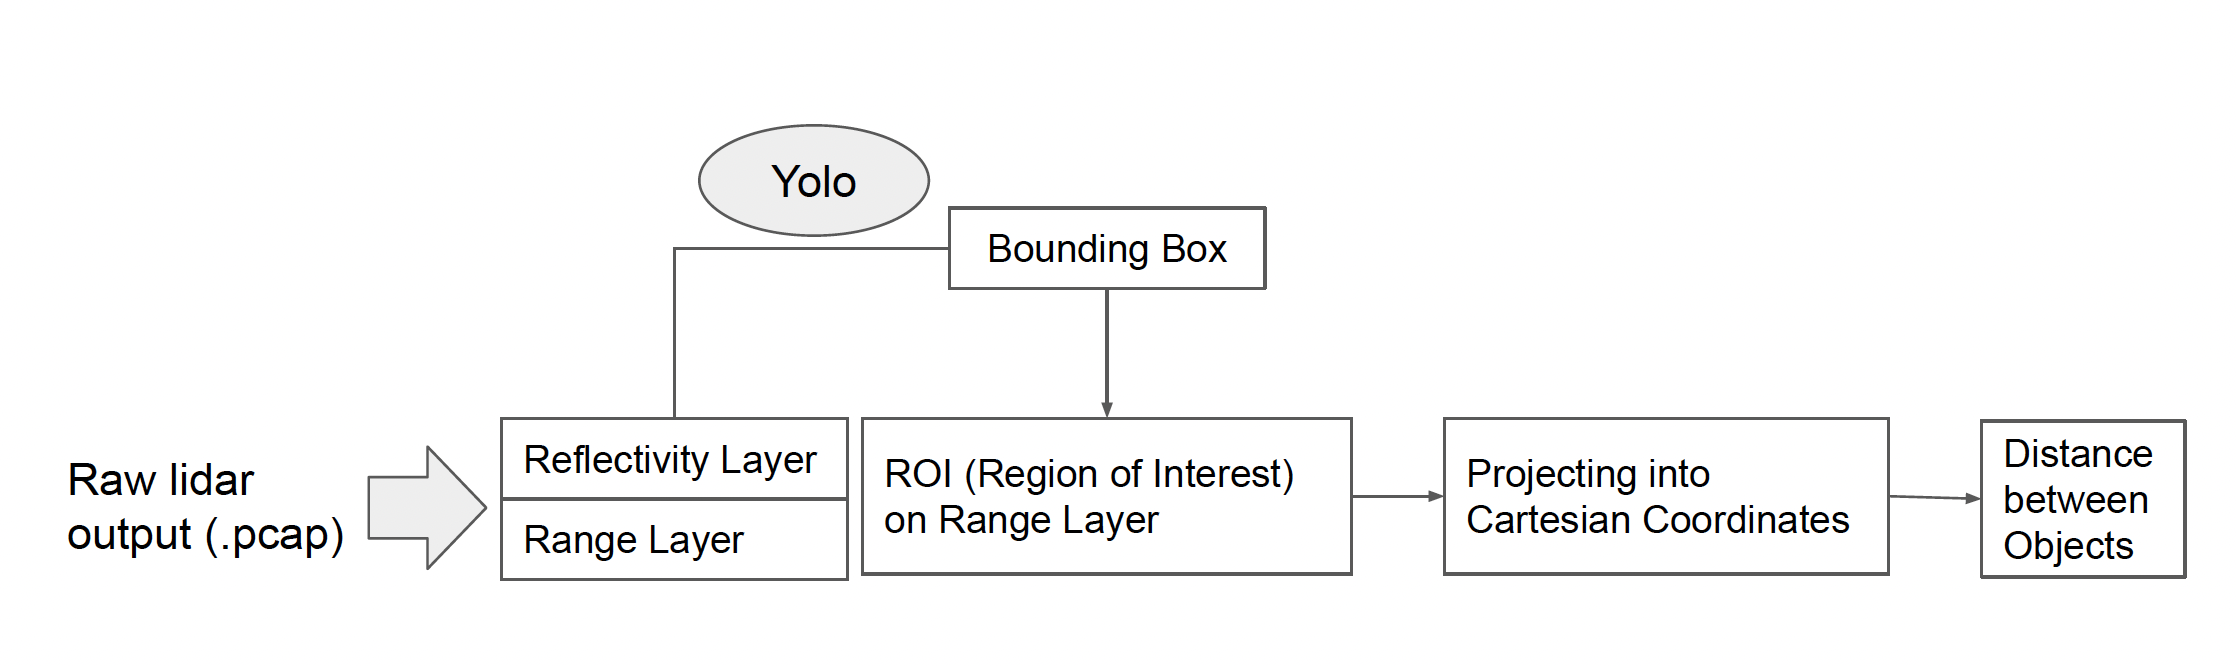 Yolo
Bounding Box
Raw lidar
output (.pcap)
Reflectivity Layer
Range Layer
ROI (Region of Interest)
on Range Layer
Projecting into
Cartesian Coordinates
Distance
between
Objects